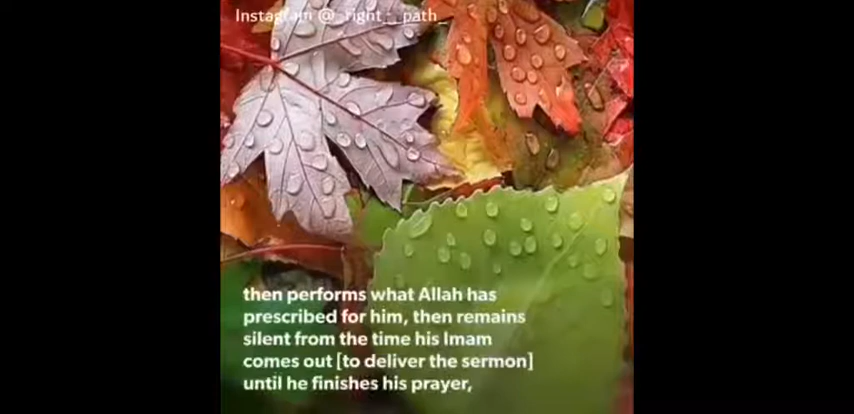 Instagram @_right__path_
then performs what Allah has
prescribed for him, then remains
silent from the time his Imam
comes out [to deliver the sermon]
until he finishes his prayer,